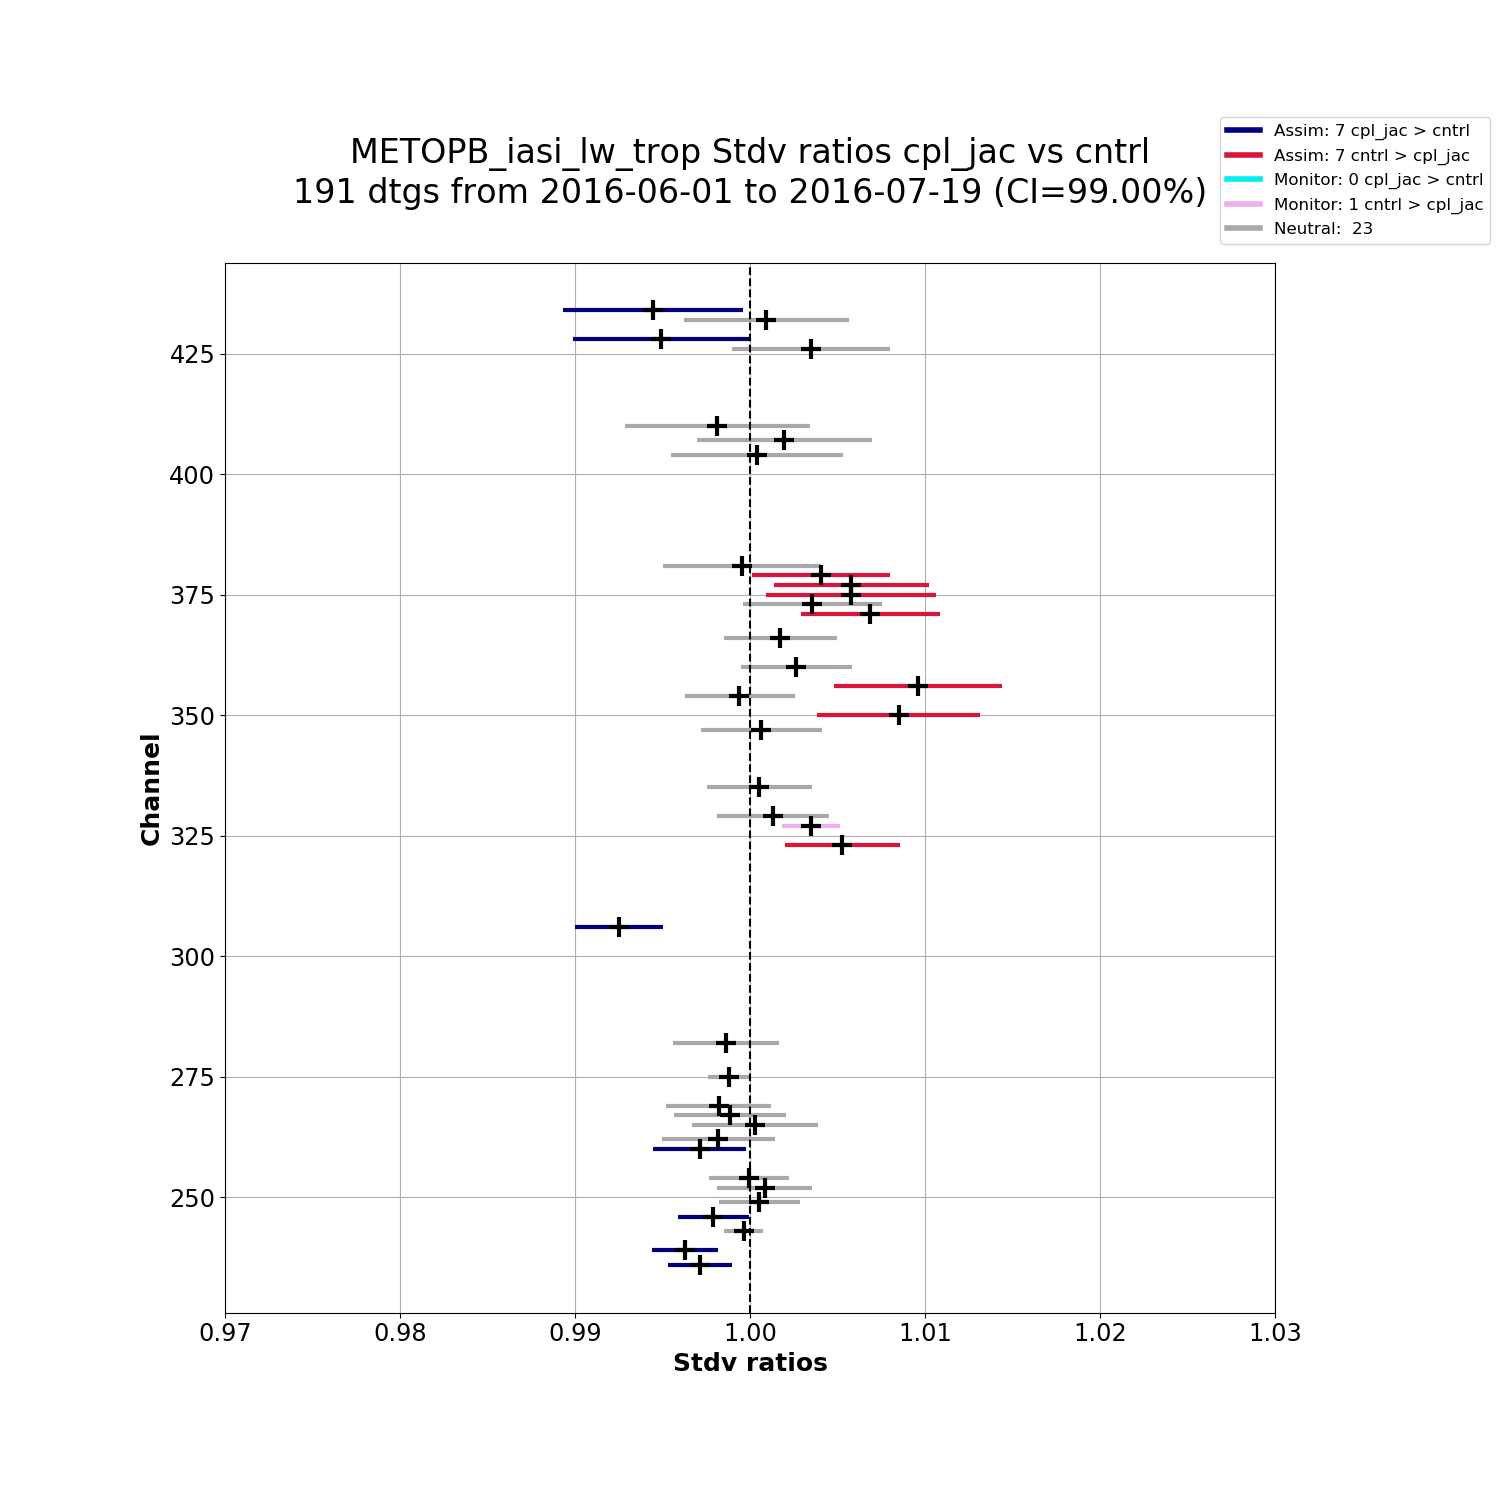 METOPB_iasi_lw_trop Stdv ratios cpl_jac vs cntrl
191 dtgs from 2016-06-01 to 2016-07-19 (CI=99.00%)
Assim: 7 cpl_jac > cntrl
Assim: 7 cntrl > cpl_jac
Monitor: 0 cpl_jac > cntrl
Monitor: 1 cntrl > cpl_jac
Neutral:  23
425
400
375
350
325
300
275
250
Channel
0.97 0.98 0.99 1.00 1.01 1.02 1.03
Stdv ratios